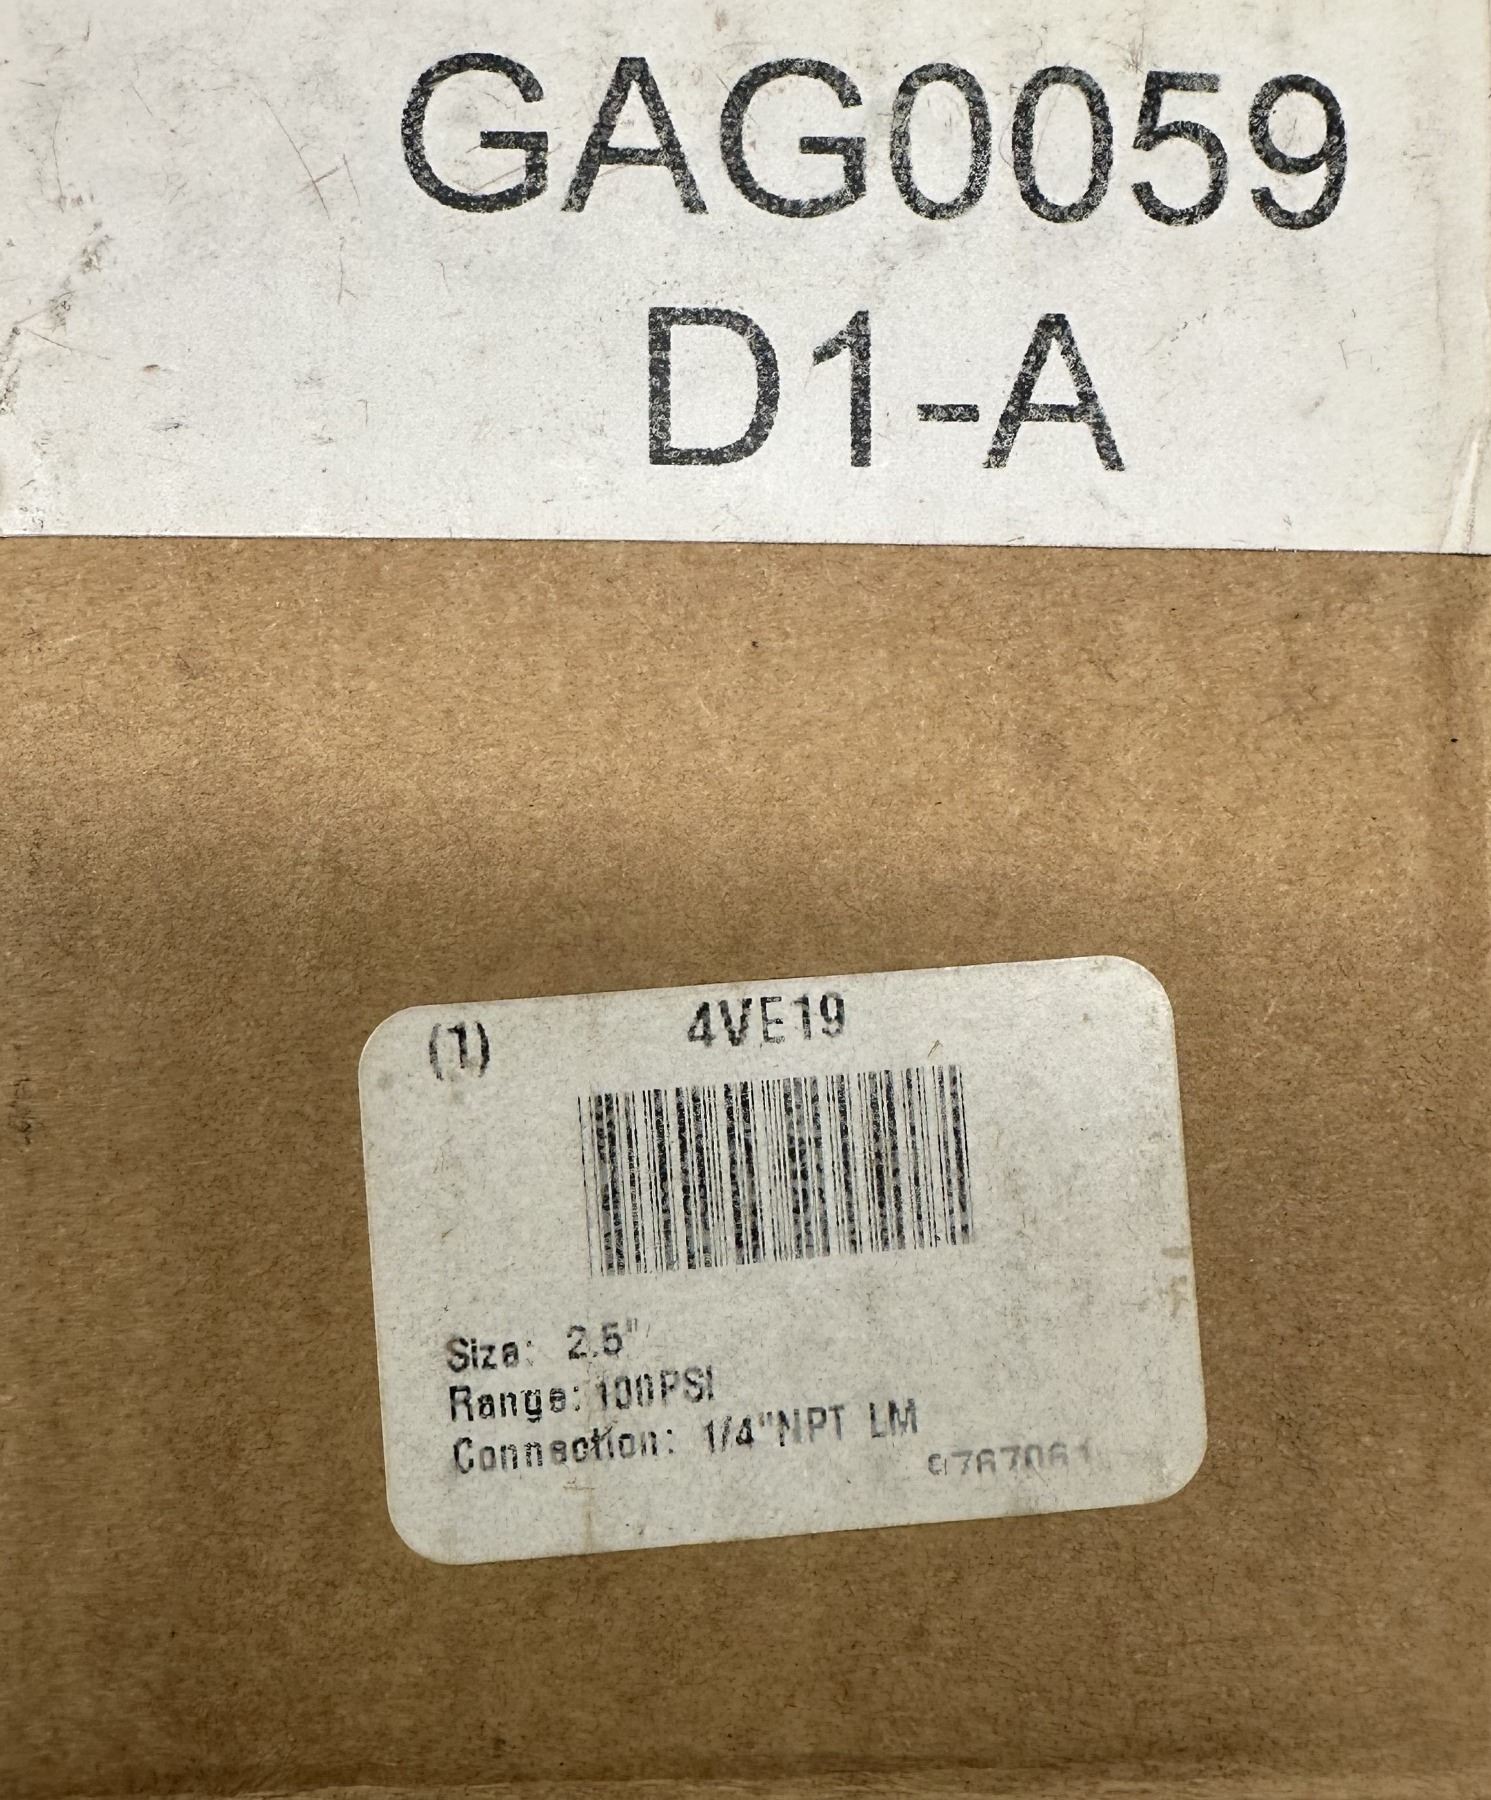 GAG0059
D1-A
(1) 4VE19
Size: 2.5"
Range: 100PSI
Connection: 1/4"NPT LM